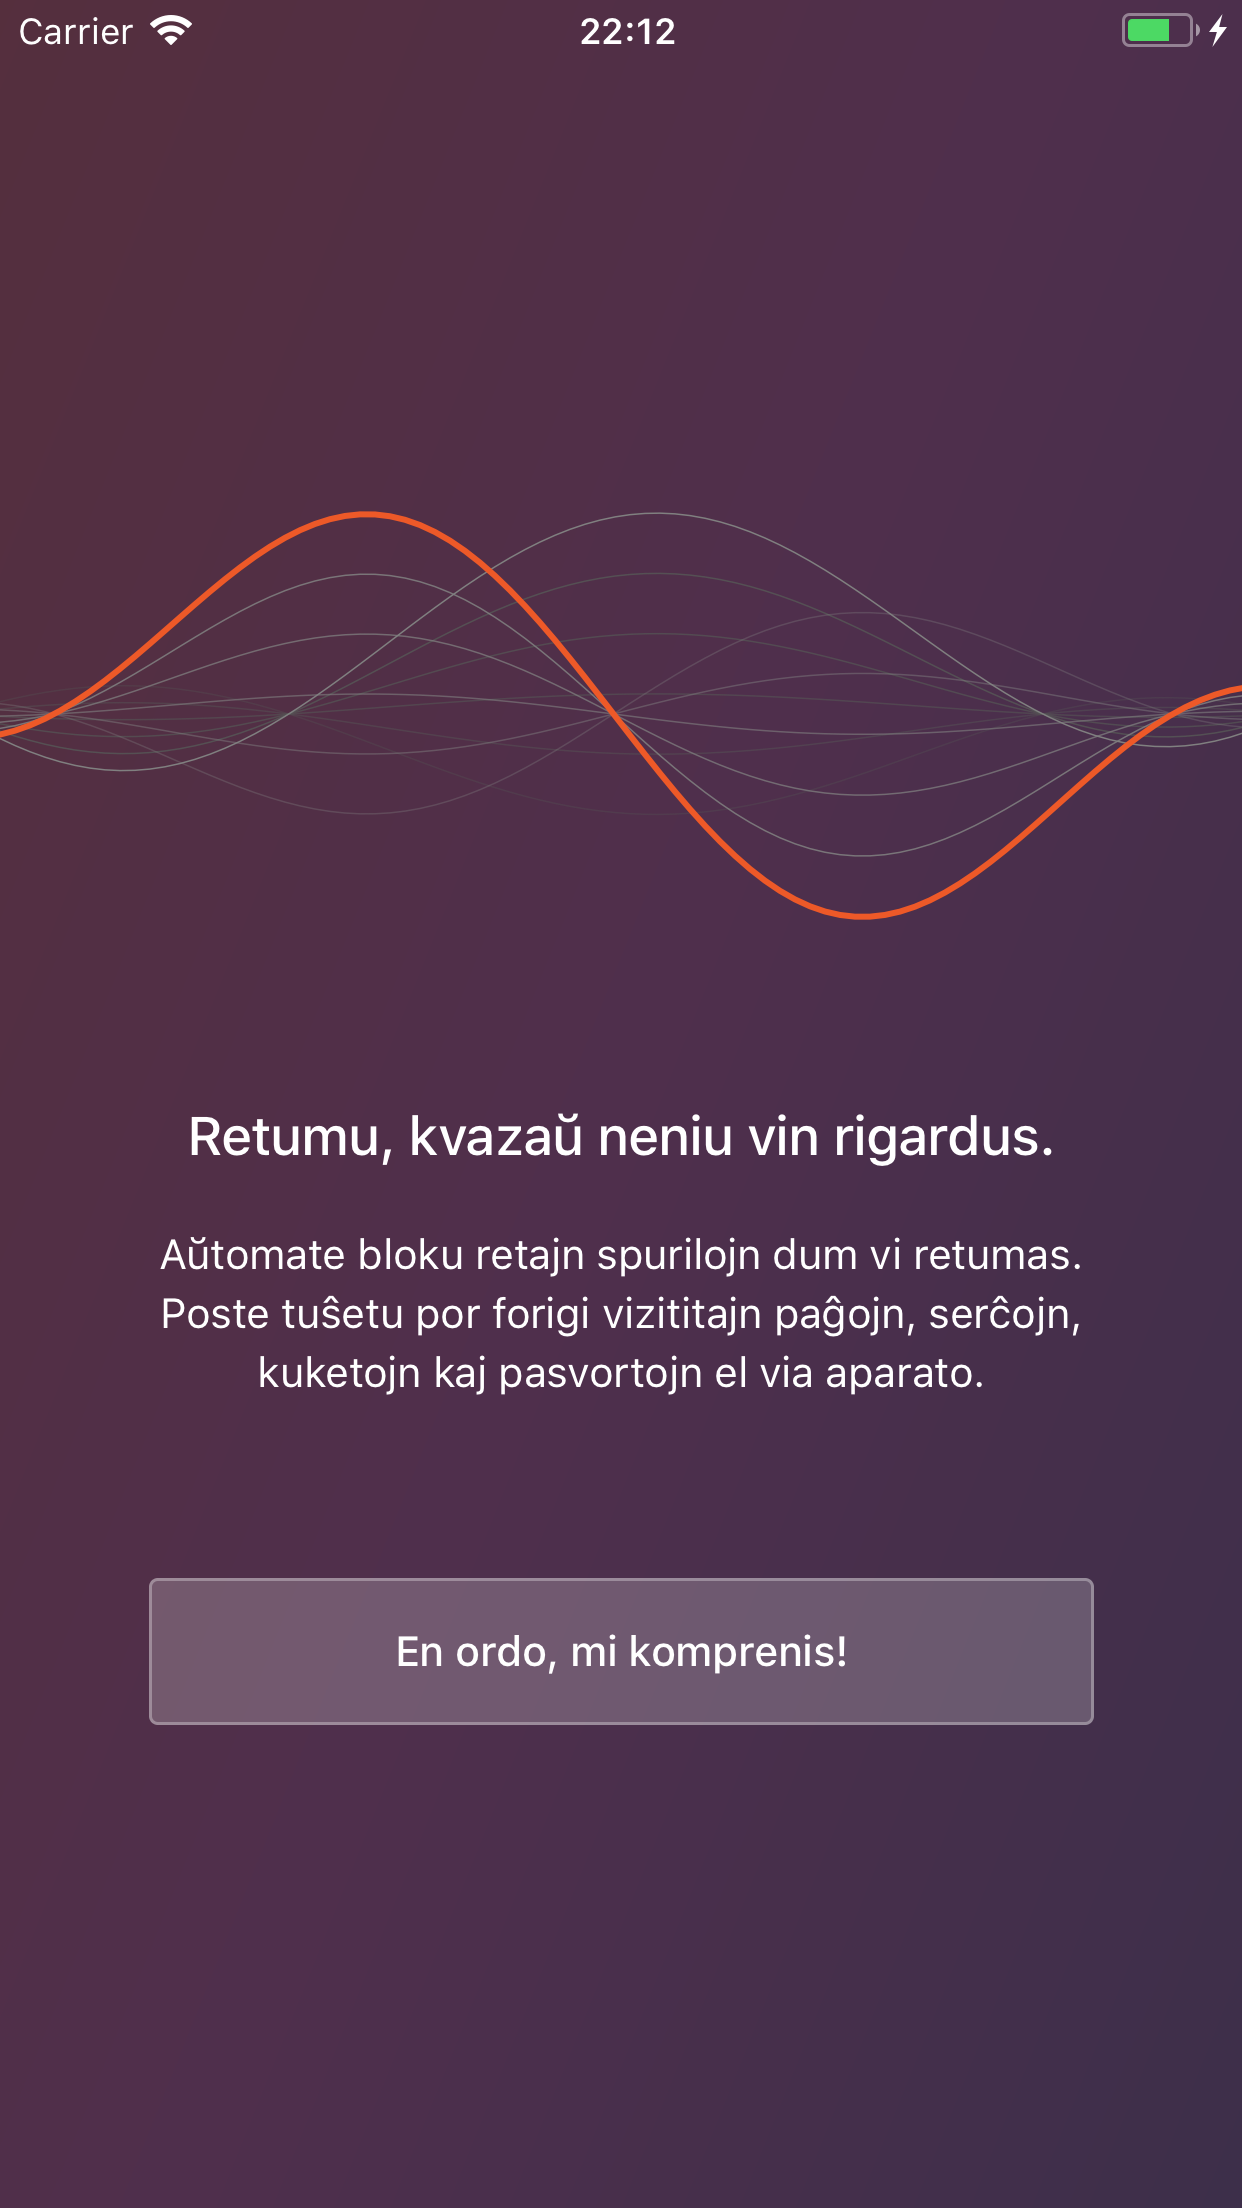 Carrier 22:12
Retumu, kvazaŭ neniu vin rigardus.
Aŭtomate bloku retajn spurilojn dum vi retumas.
Poste tuŝetu por forigi vizititajn paĝojn, serĉojn,
kuketojn kaj pasvortojn el via aparato.
En ordo, mi komprenis!